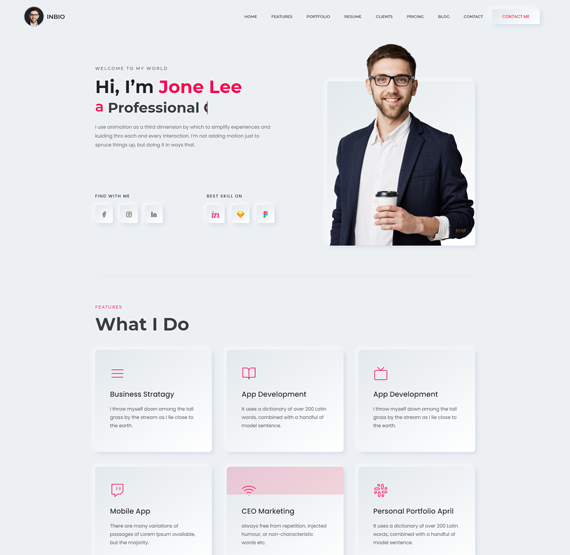 INBIO
HOME FEATURES PORTFOLIO RESUME CLIENTS PRICING BLOG CONTACT CONTACT ME
WELCOME TO MY WORLD
Hi, I'm Jone Lee
a Professional
I use animation as a third dimension by which to simplify experiences and
kuiding thro each and every interaction. I'm not adding motion just to
spruce things up, but doing it in ways that.
FIND WITH ME
BEST SKILL ON
in
in
FEATURES
What I Do
Business Stratagy
I throw myself down among the tall
grass by the stream as I lie close to
the earth.
App Development
It uses a dictionary of over 200 Latin
words, combined with a handful of
model sentence.
App Development
I throw myself down among the tall
grass by the stream as I lie close to
the earth.
Mobile App
There are many variations of
passages of Lorem Ipsum available,
but the majority.
CEO Marketing
always free from repetition, injected
humour, or non-characteristic
words etc.
Personal Portfolio April
It uses a dictionary of over 200 Latin
words, combined with a handful of
model sentence.